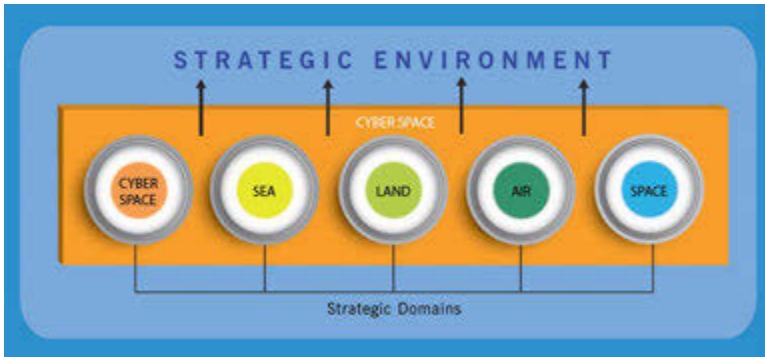 STRATEGIC ENVIRONMENT
CYBER SPACE
CYBER
SPACE
SEA
LAND
AIR
SPACE
Strategic Domains